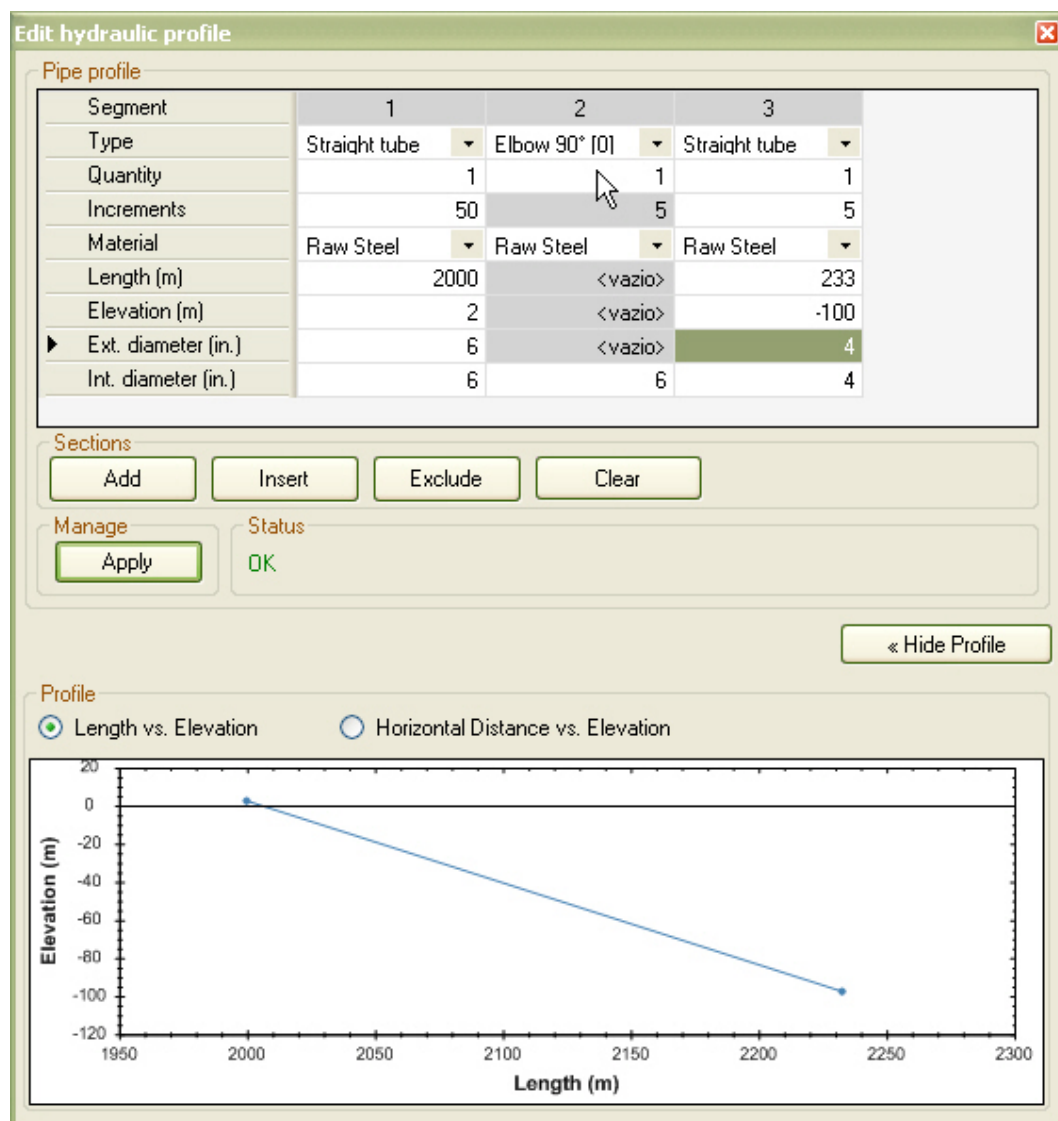 Edit hydraulic profile
Pipe profile
Segment 1 2 3
Type Straight tube Elbow 90° [0] Straight tube
Quantity 1 1 1
Increments 50 5 5
Material Raw Steel Raw Steel Raw Steel
Length (m) 2000 <vazio> 233
Elevation (m) 2 <vazio> -100
Ext. diameter (in.) 6 <vazio> 4
Int. diameter (in.) 6 6 4
Sections
Add Insert Exclude Clear
Manage Status
Apply OK
« Hide Profile
Profile
Length vs. Elevation Horizontal Distance vs. Elevation
20
0
-20
-40
-60
-80
-100
-120
Elevation (m)
1950 2000 2050 2100 2150 2200 2250 2300
Length (m)